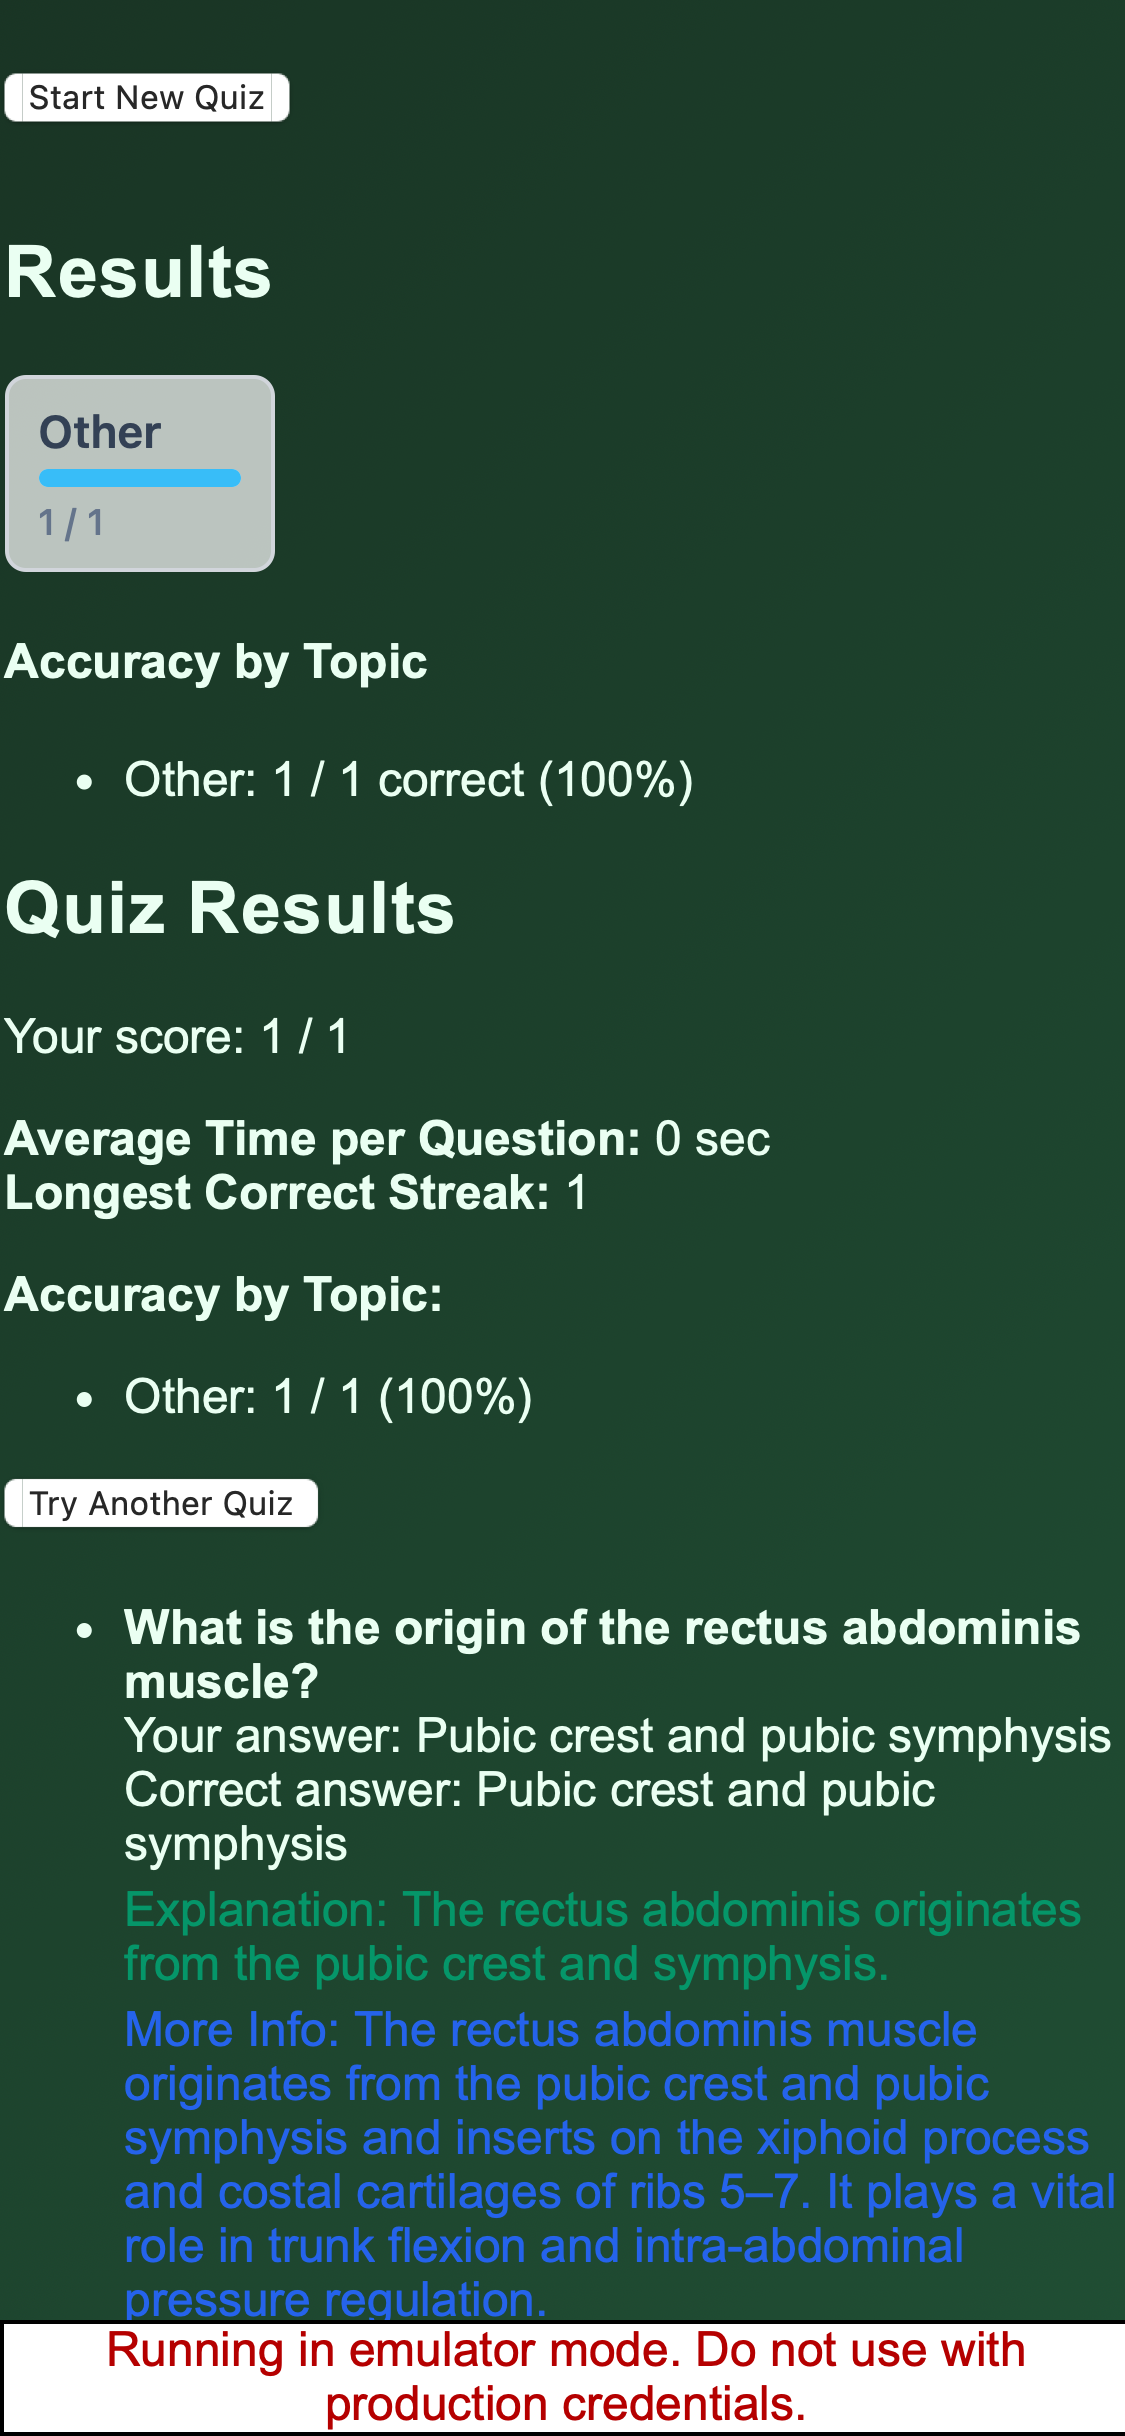 Start New Quiz
Results
Other
1 / 1
Accuracy by Topic
• Other: 1 / 1 correct (100%)
Quiz Results
Your score: 1 / 1
Average Time per Question: 0 sec
Longest Correct Streak: 1
Accuracy by Topic:
• Other: 1 / 1 (100%)
Try Another Quiz
• What is the origin of the rectus abdominis
muscle?
Your answer: Pubic crest and pubic symphysis
Correct answer: Pubic crest and pubic
symphysis
Explanation: The rectus abdominis originates
from the pubic crest and symphysis.
More Info: The rectus abdominis muscle
originates from the pubic crest and pubic
symphysis and inserts on the xiphoid process
and costal cartilages of ribs 5–7. It plays a vital
role in trunk flexion and intra-abdominal
pressure regulation.
Running in emulator mode. Do not use with
production credentials.